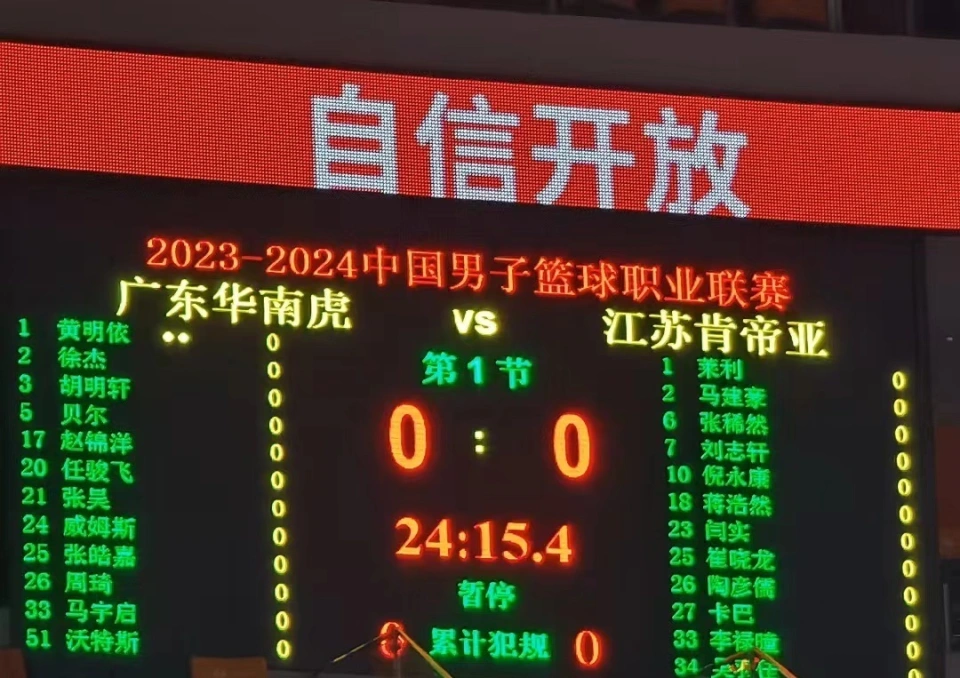 自信开放
2023-2024中国男子篮球职业联赛
广东华南虎 VS 江苏肯帝亚
第1节
0 : 0
24:15.4
暂停
0 累计犯规 0
1 黄明依 0
2 徐杰 0
3 胡明轩 0
5 贝尔 0
17 赵锦洋 0
20 任骏飞 0
21 张昊 0
24 威姆斯 0
25 张皓嘉 0
26 周琦 0
33 马宇启 0
51 沃特斯 0
1 莱利 0
2 马建豪 0
6 张稀然 0
7 刘志轩 0
10 倪永康 0
18 蒋浩然 0
23 闫实 0
25 崔晓龙 0
26 陶彦儒 0
27 卡巴 0
33 李禄曈 0
34